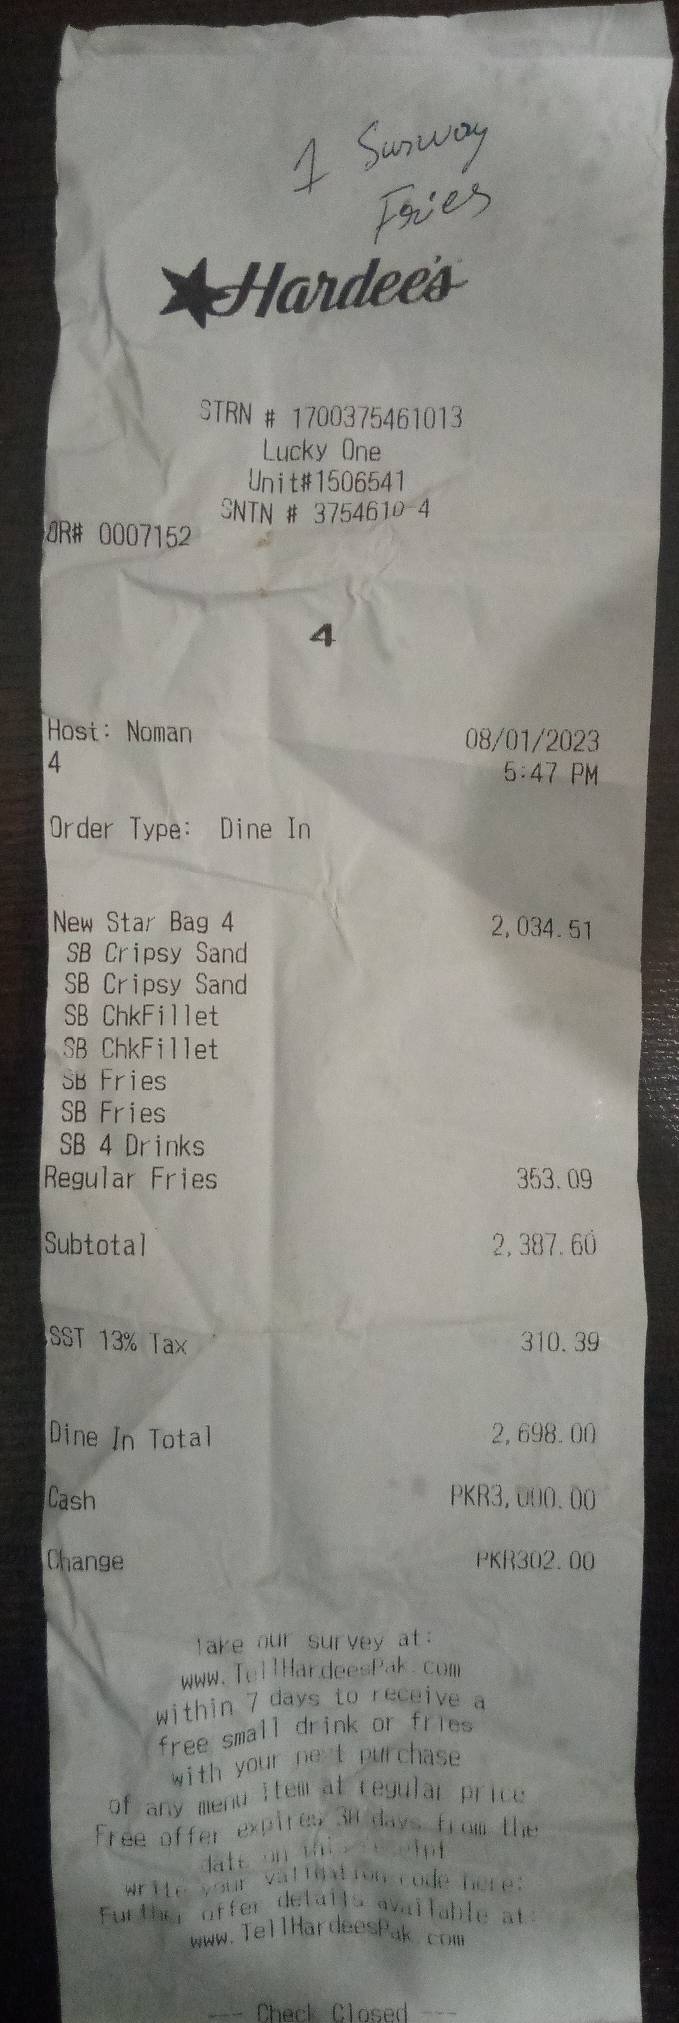 1 Surway
Fries
Hardee's
STRN # 1700375461013
Lucky One
Unit#1506541
SNTN # 3754610-4
OR# 0007152
4
Host: Noman 08/01/2023
4 5:47 PM
Order Type: Dine In
New Star Bag 4 2,034.51
SB Cripsy Sand
SB Cripsy Sand
SB ChkFillet
SB ChkFillet
SB Fries
SB Fries
SB 4 Drinks
Regular Fries 353.09
Subtotal 2,387.60
SST 13% Tax 310.39
Dine In Total 2,698.00
Cash PKR3,000.00
Change PKR302.00
Take our survey at:
www.TellHardeesPak.com
within 7 days to receive a
free small drink or fries
with your next purchase
of any menu item at regular price
Free offer expires 30 days from the
date on this receipt
write your validation code here:
Further offer details available at:
www.TellHardeesPak.com
--- Check Closed ---